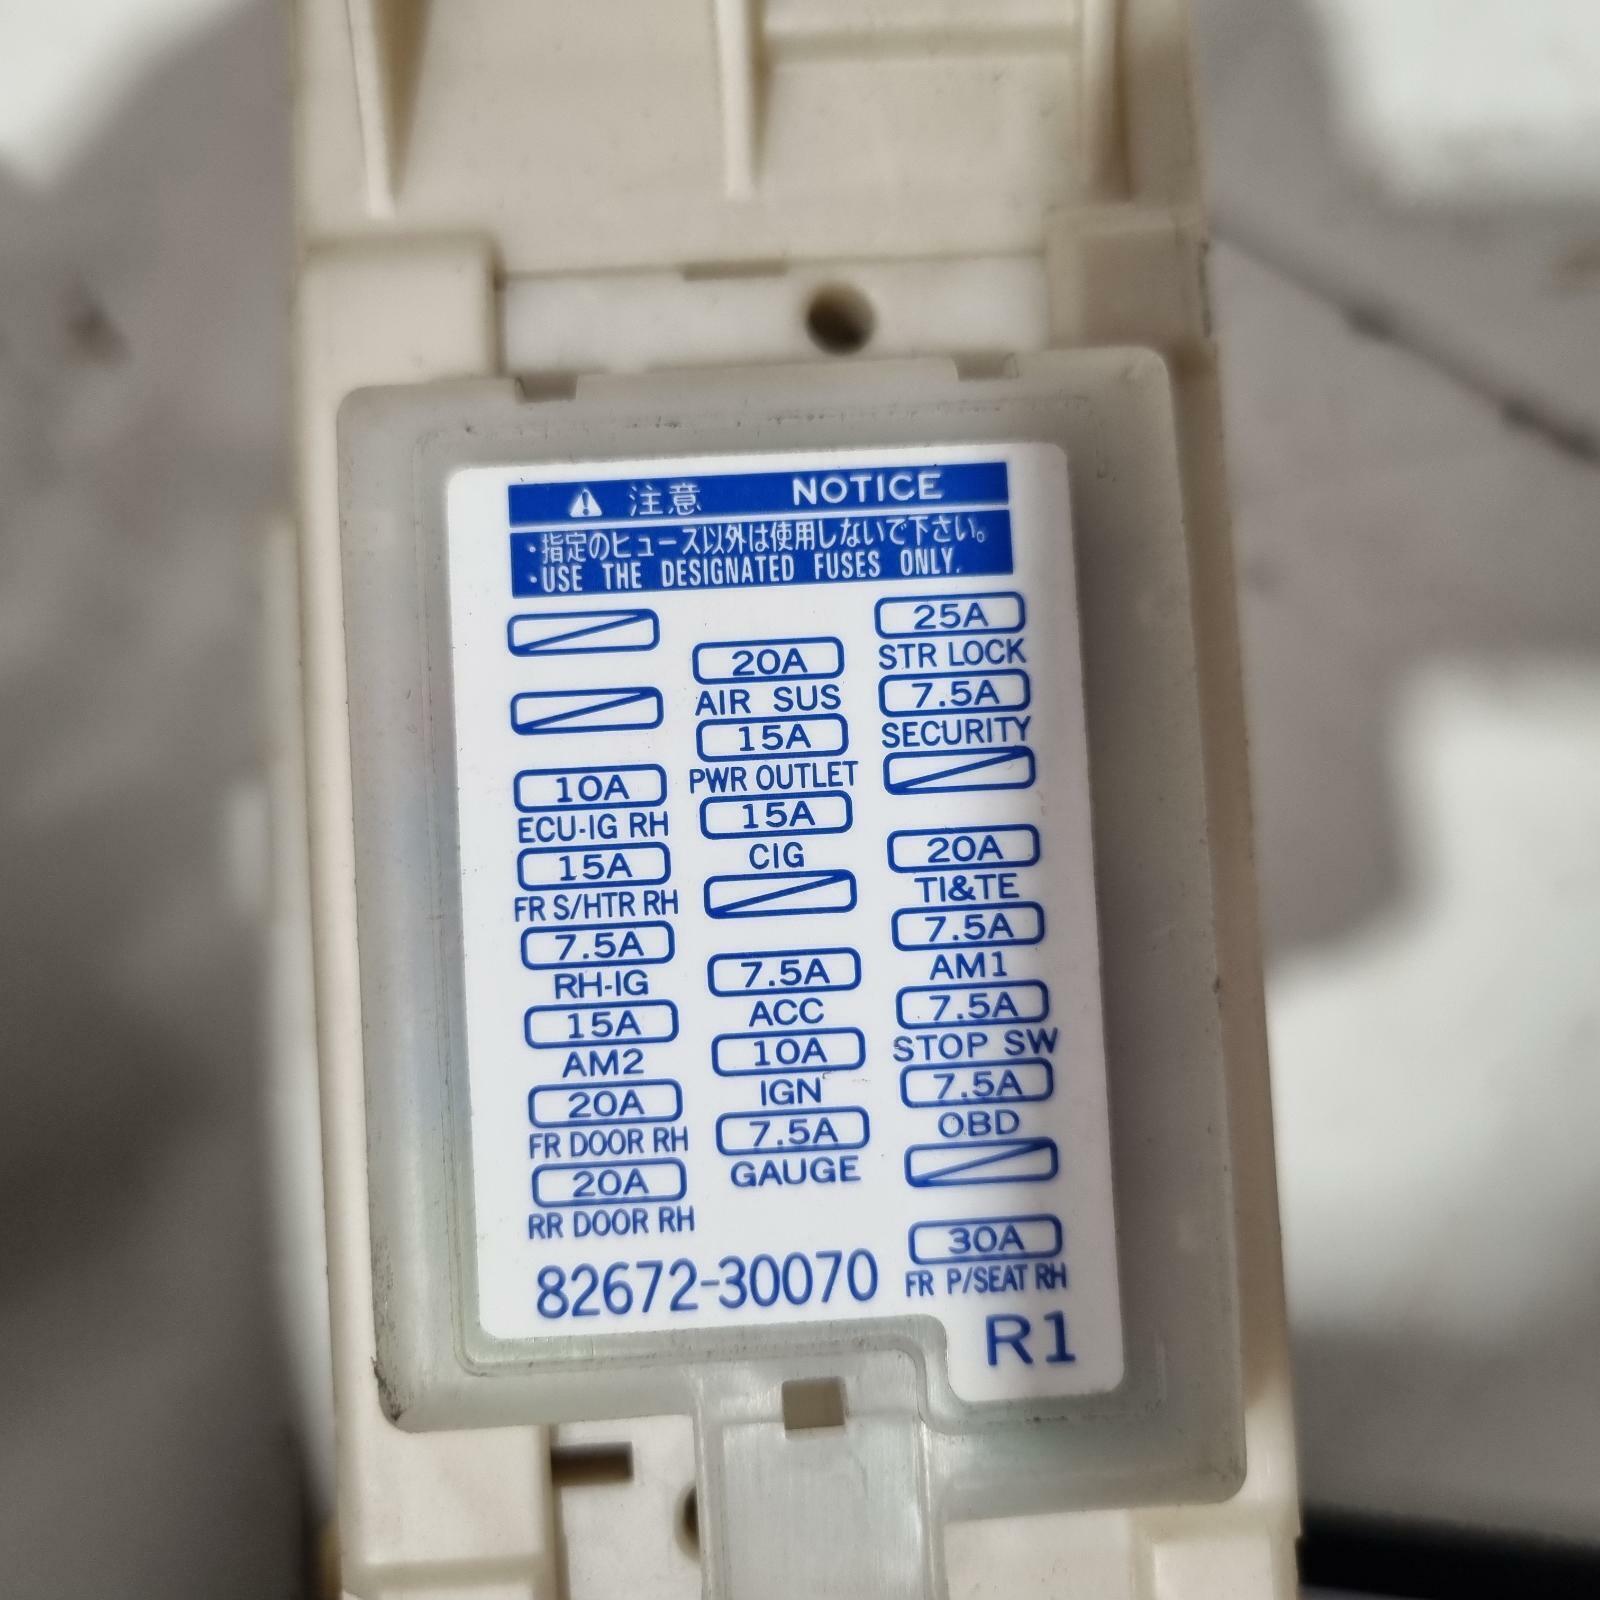 注意 NOTICE
・指定のヒューズ以外は使用しないで下さい。
・USE THE DESIGNATED FUSES ONLY.
10A
ECU-IG RH
15A
FR S/HTR RH
7.5A
RH-IG
15A
AM2
20A
FR DOOR RH
20A
RR DOOR RH
20A
AIR SUS
15A
PWR OUTLET
15A
CIG
7.5A
ACC
10A
IGN
7.5A
GAUGE
25A
STR LOCK
7.5A
SECURITY
20A
TI&TE
7.5A
AM1
7.5A
STOP SW
7.5A
OBD
30A
FR P/SEAT RH
82672-30070
R1